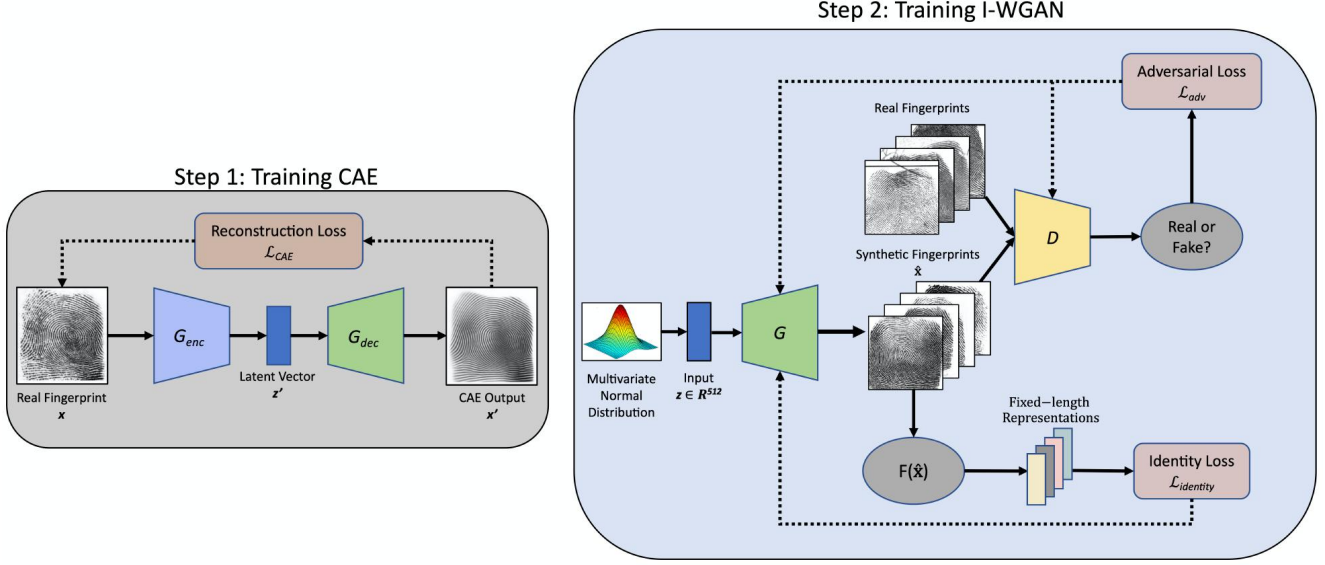 Step 1: Training CAE
Reconstruction Loss
ℒCAE
Genc
Gdec
Latent Vector
z’
Real Fingerprint
x
CAE Output
x’
Step 2: Training I-WGAN
Adversarial Loss
ℒadv
Real Fingerprints
D
Real or
Fake?
Synthetic Fingerprints
x̂
G
Multivariate
Normal
Distribution
Input
z ∈ R⁵¹²
Fixed−length
Representations
F(x̂)
Identity Loss
ℒidentity